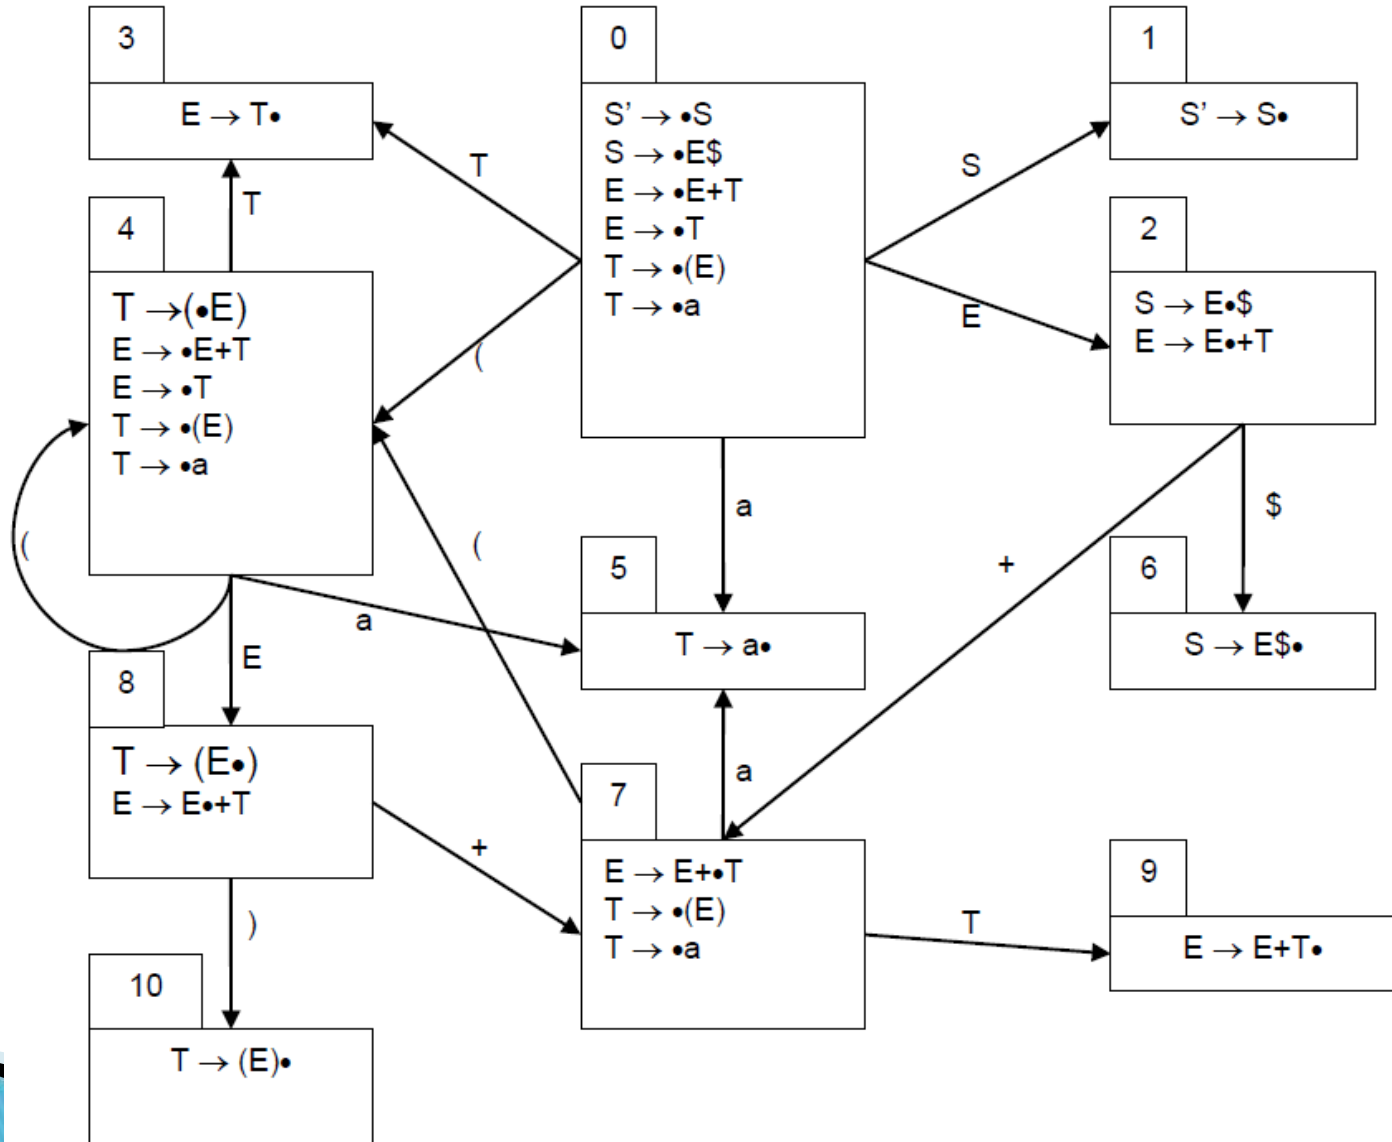 3
E → T•
T
4
T →(•E)
E → •E+T
E → •T
T → •(E)
T → •a
(
E
a
8
T → (E•)
E → E•+T
)
+
10
T → (E)•
0
S’ → •S
S → •E$
E → •E+T
E → •T
T → •(E)
T → •a
T
(
a
S
E
1
S’ → S•
2
S → E•$
E → E•+T
$
+
5
T → a•
6
S → E$•
(
a
7
E → E+•T
T → •(E)
T → •a
T
9
E → E+T•